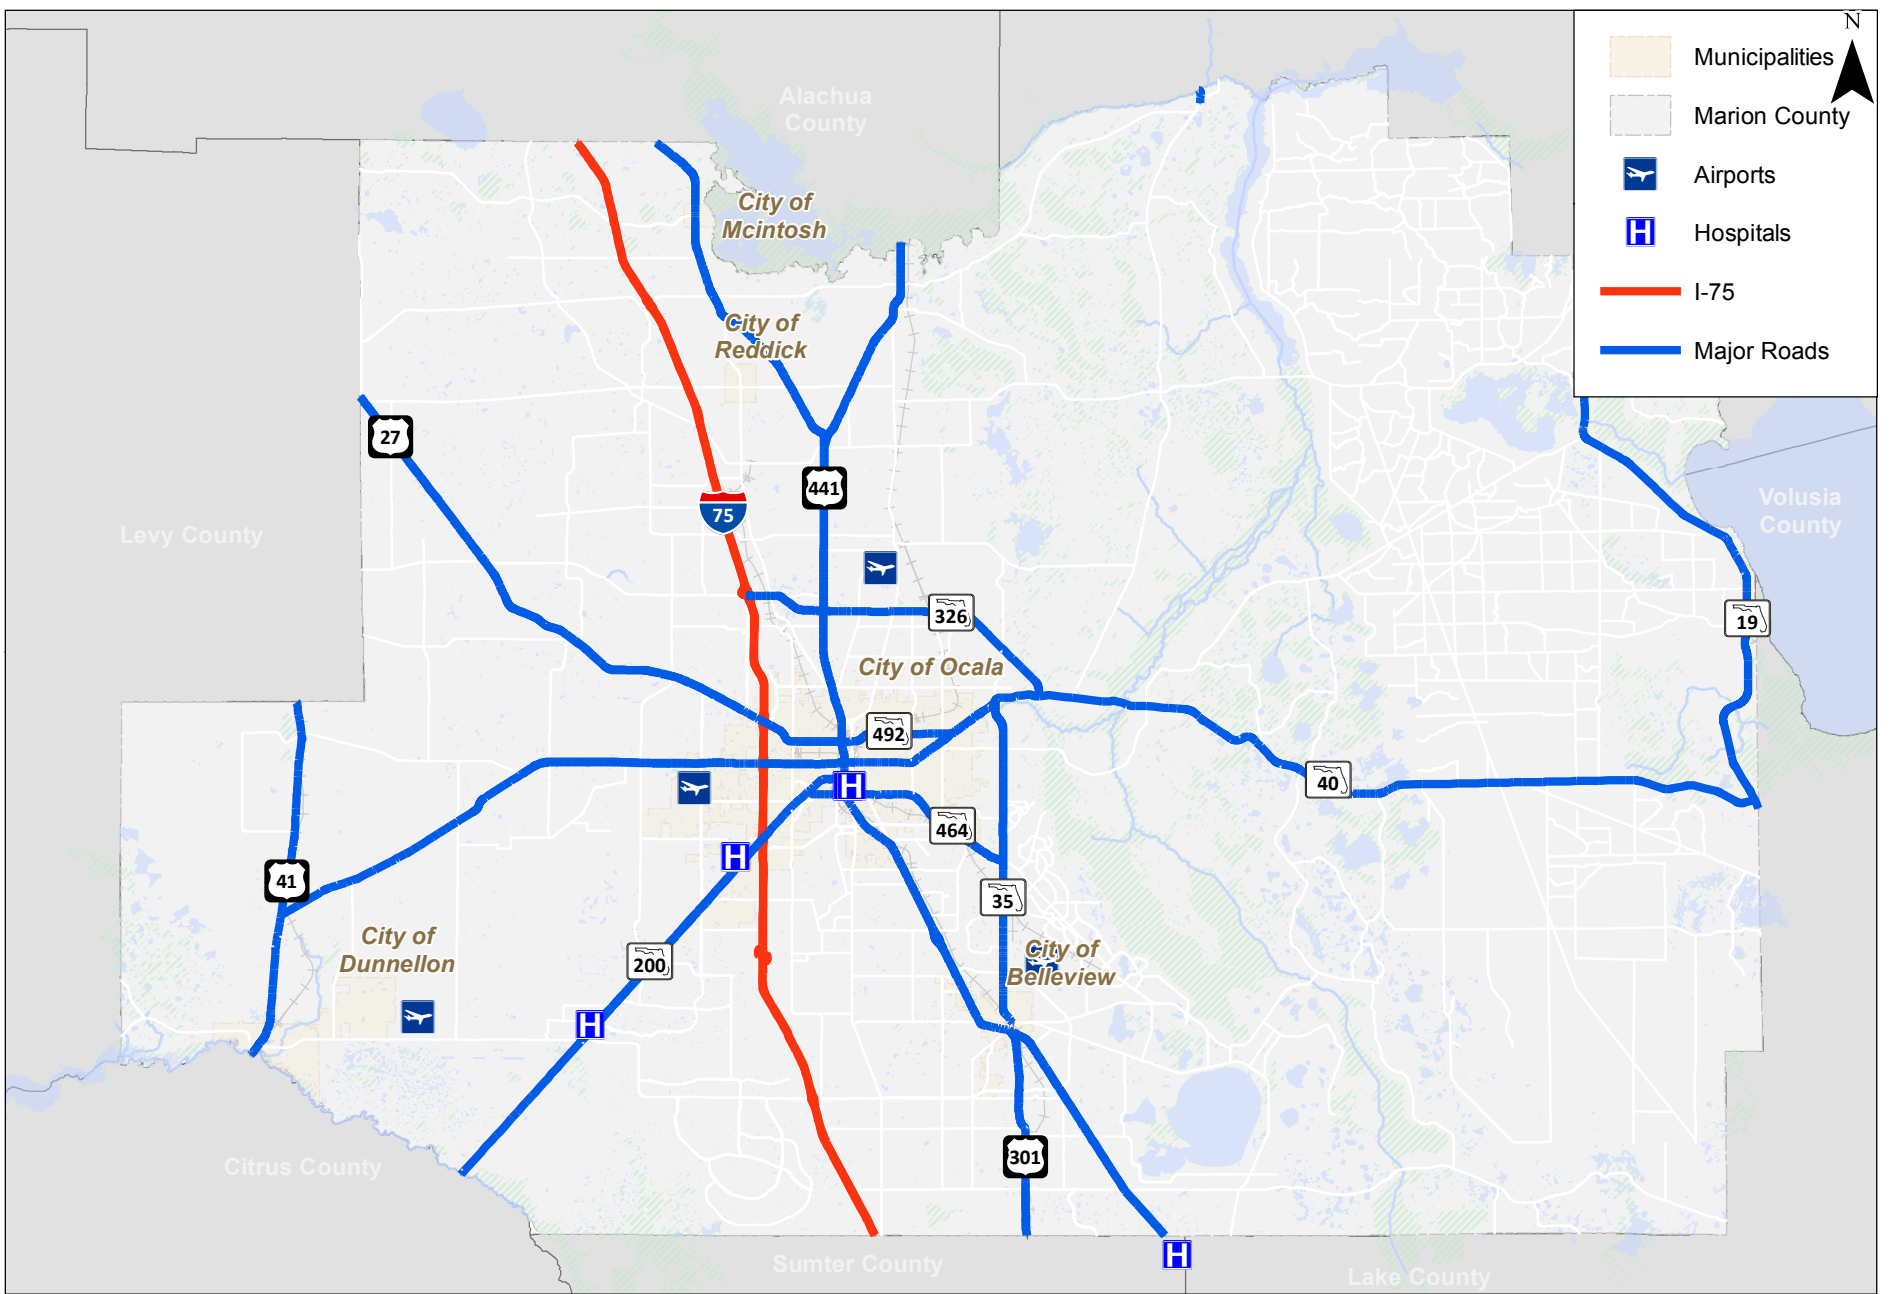 N
Municipalities
Marion County
Airports
H
Hospitals
I-75
Major Roads
Alachua
County
City of
Mcintosh
City of
Reddick
27
441
75
Levy County
Volusia
County
326
19
City of Ocala
492
40
H
464
H
41
35
City of
Dunnellon
200
City of
Belleview
H
301
Citrus County
Sumter County
H
Lake County